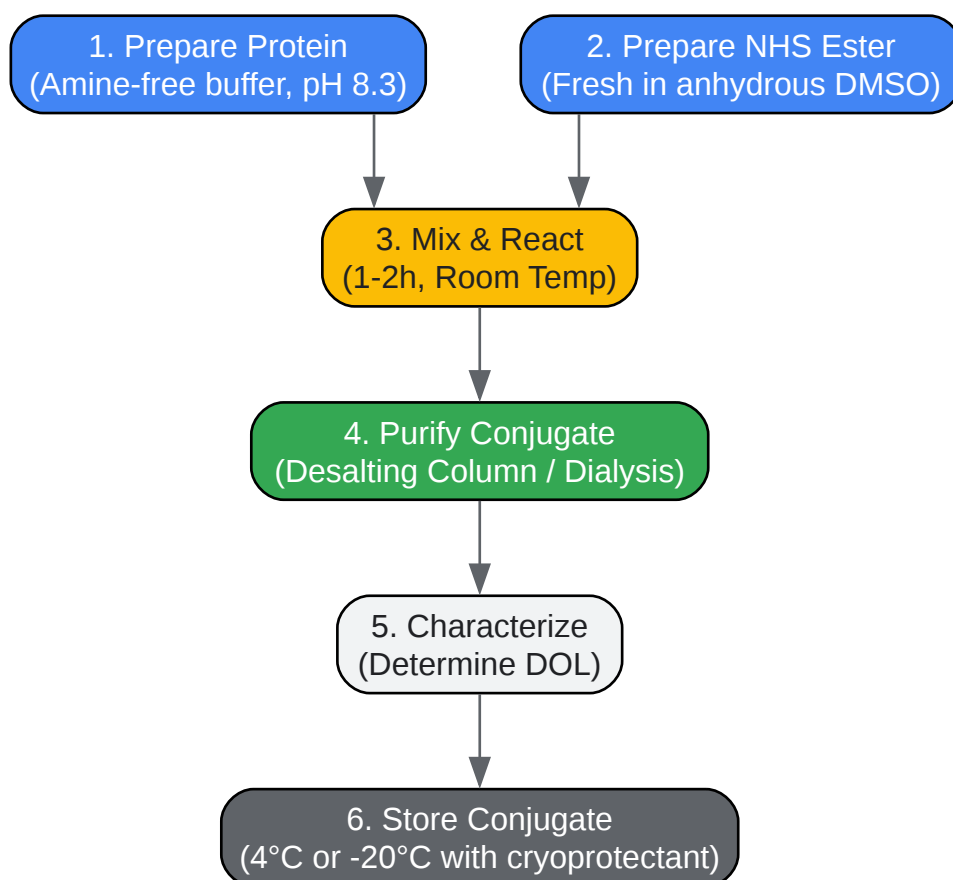 1. Prepare Protein
(Amine-free buffer, pH 8.3)
2. Prepare NHS Ester
(Fresh in anhydrous DMSO)
3. Mix & React
(1-2h, Room Temp)
4. Purify Conjugate
(Desalting Column / Dialysis)
5. Characterize
(Determine DOL)
6. Store Conjugate
(4°C or -20°C with cryoprotectant)